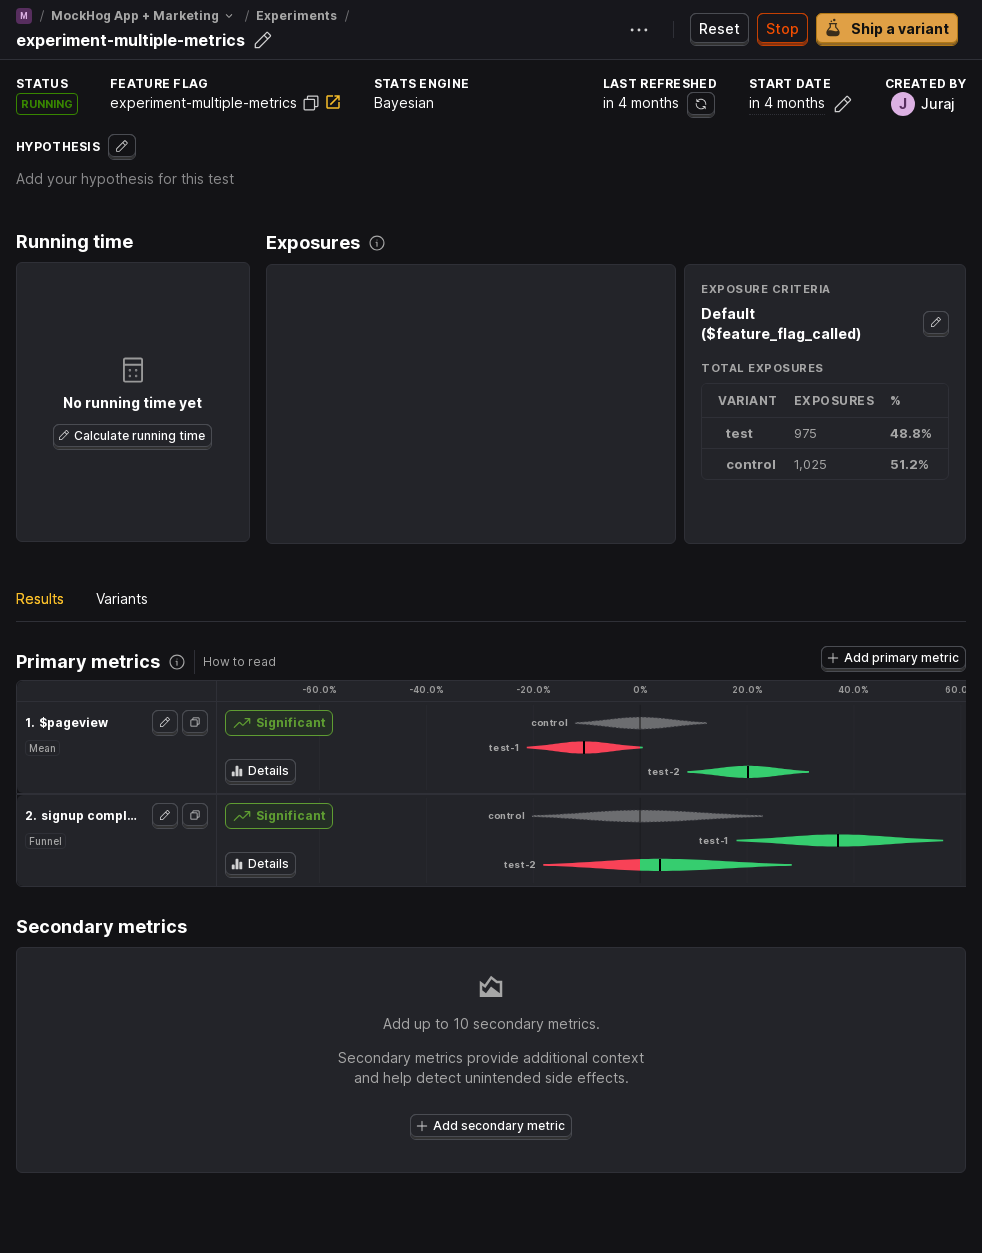 M / MockHog App + Marketing / Experiments /
experiment-multiple-metrics
Reset
Stop
Ship a variant
STATUS
RUNNING
FEATURE FLAG
experiment-multiple-metrics
STATS ENGINE
Bayesian
LAST REFRESHED
in 4 months
START DATE
in 4 months
CREATED BY
J Juraj
HYPOTHESIS
Add your hypothesis for this test
Running time
No running time yet
Calculate running time
Exposures
EXPOSURE CRITERIA
Default
($feature_flag_called)
TOTAL EXPOSURES
VARIANT EXPOSURES %
test 975 48.8%
control 1,025 51.2%
Results Variants
Primary metrics How to read
Add primary metric
-60.0% -40.0% -20.0% 0% 20.0% 40.0% 60.0
1. $pageview
Mean
Significant
Details
control
test-1
test-2
2. signup compl...
Funnel
Significant
Details
control
test-1
test-2
Secondary metrics
Add up to 10 secondary metrics.
Secondary metrics provide additional context
and help detect unintended side effects.
Add secondary metric